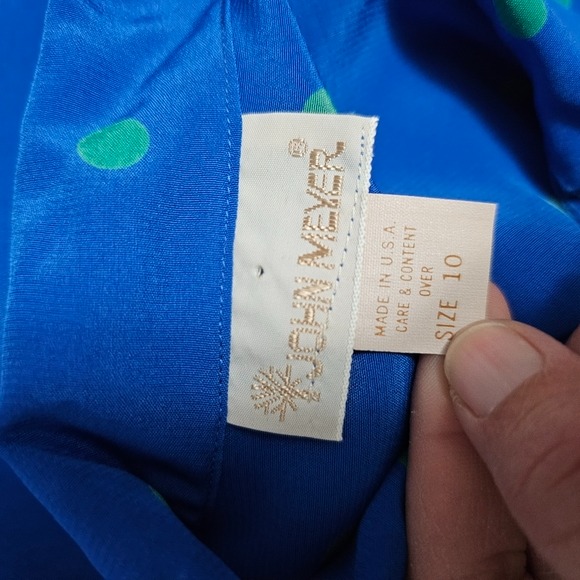 JOHN MEYER®
MADE IN U.S.A.
CARE & CONTENT
OVER
SIZE 10